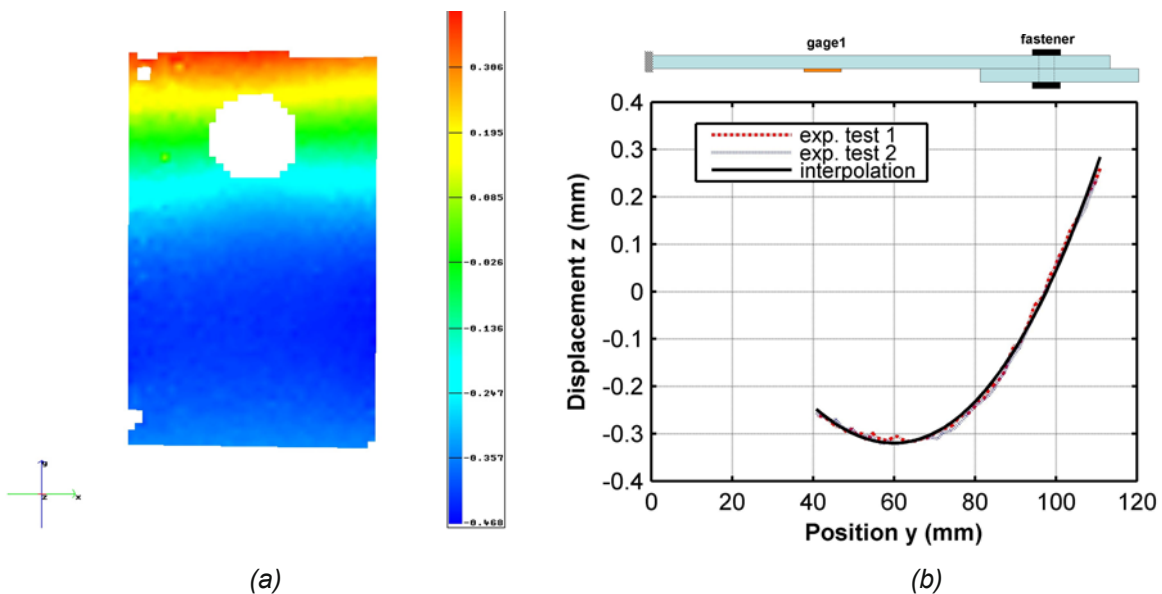 0.306
0.195
0.085
-0.026
-0.136
-0.247
-0.357
-0.468
y
z
x
(a)
gage1
fastener
0.4
0.3
0.2
0.1
0
-0.1
-0.2
-0.3
-0.4
Displacement z (mm)
exp. test 1
exp. test 2
interpolation
0 20 40 60 80 100 120
Position y (mm)
(b)